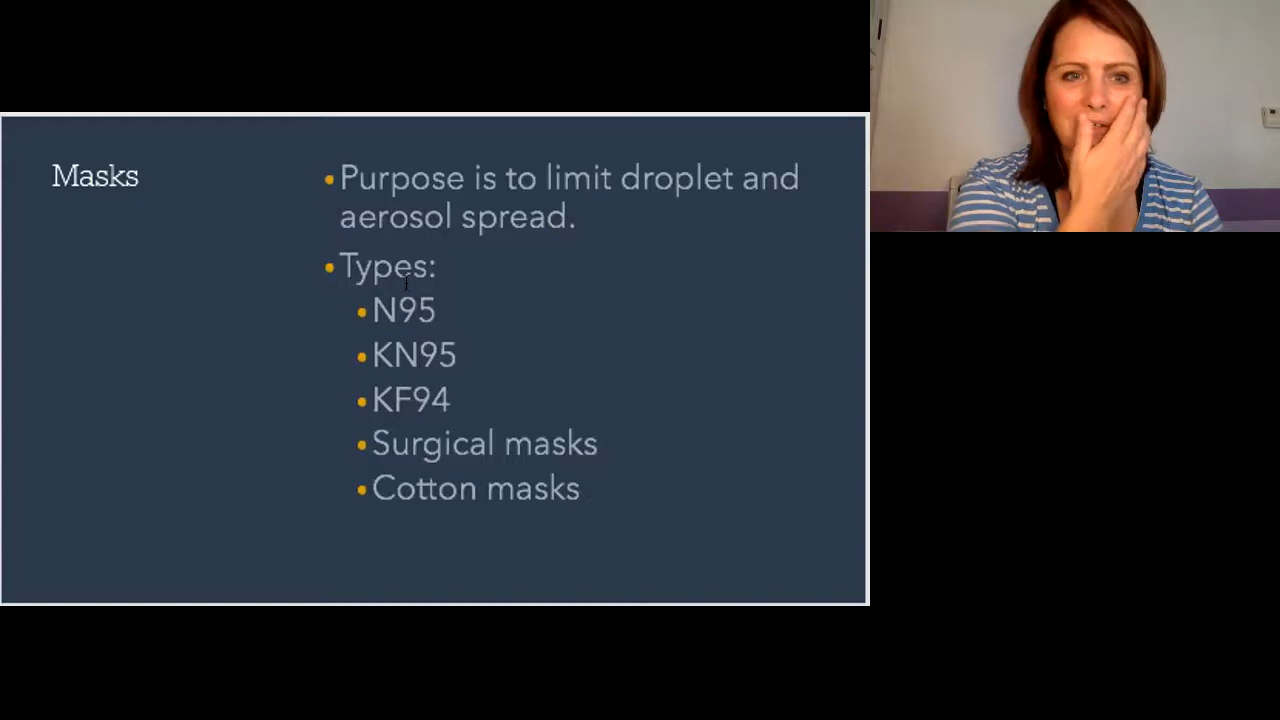 Masks
Purpose is to limit droplet and
aerosol spread.
Types:
N95
KN95
KF94
Surgical masks
Cotton masks